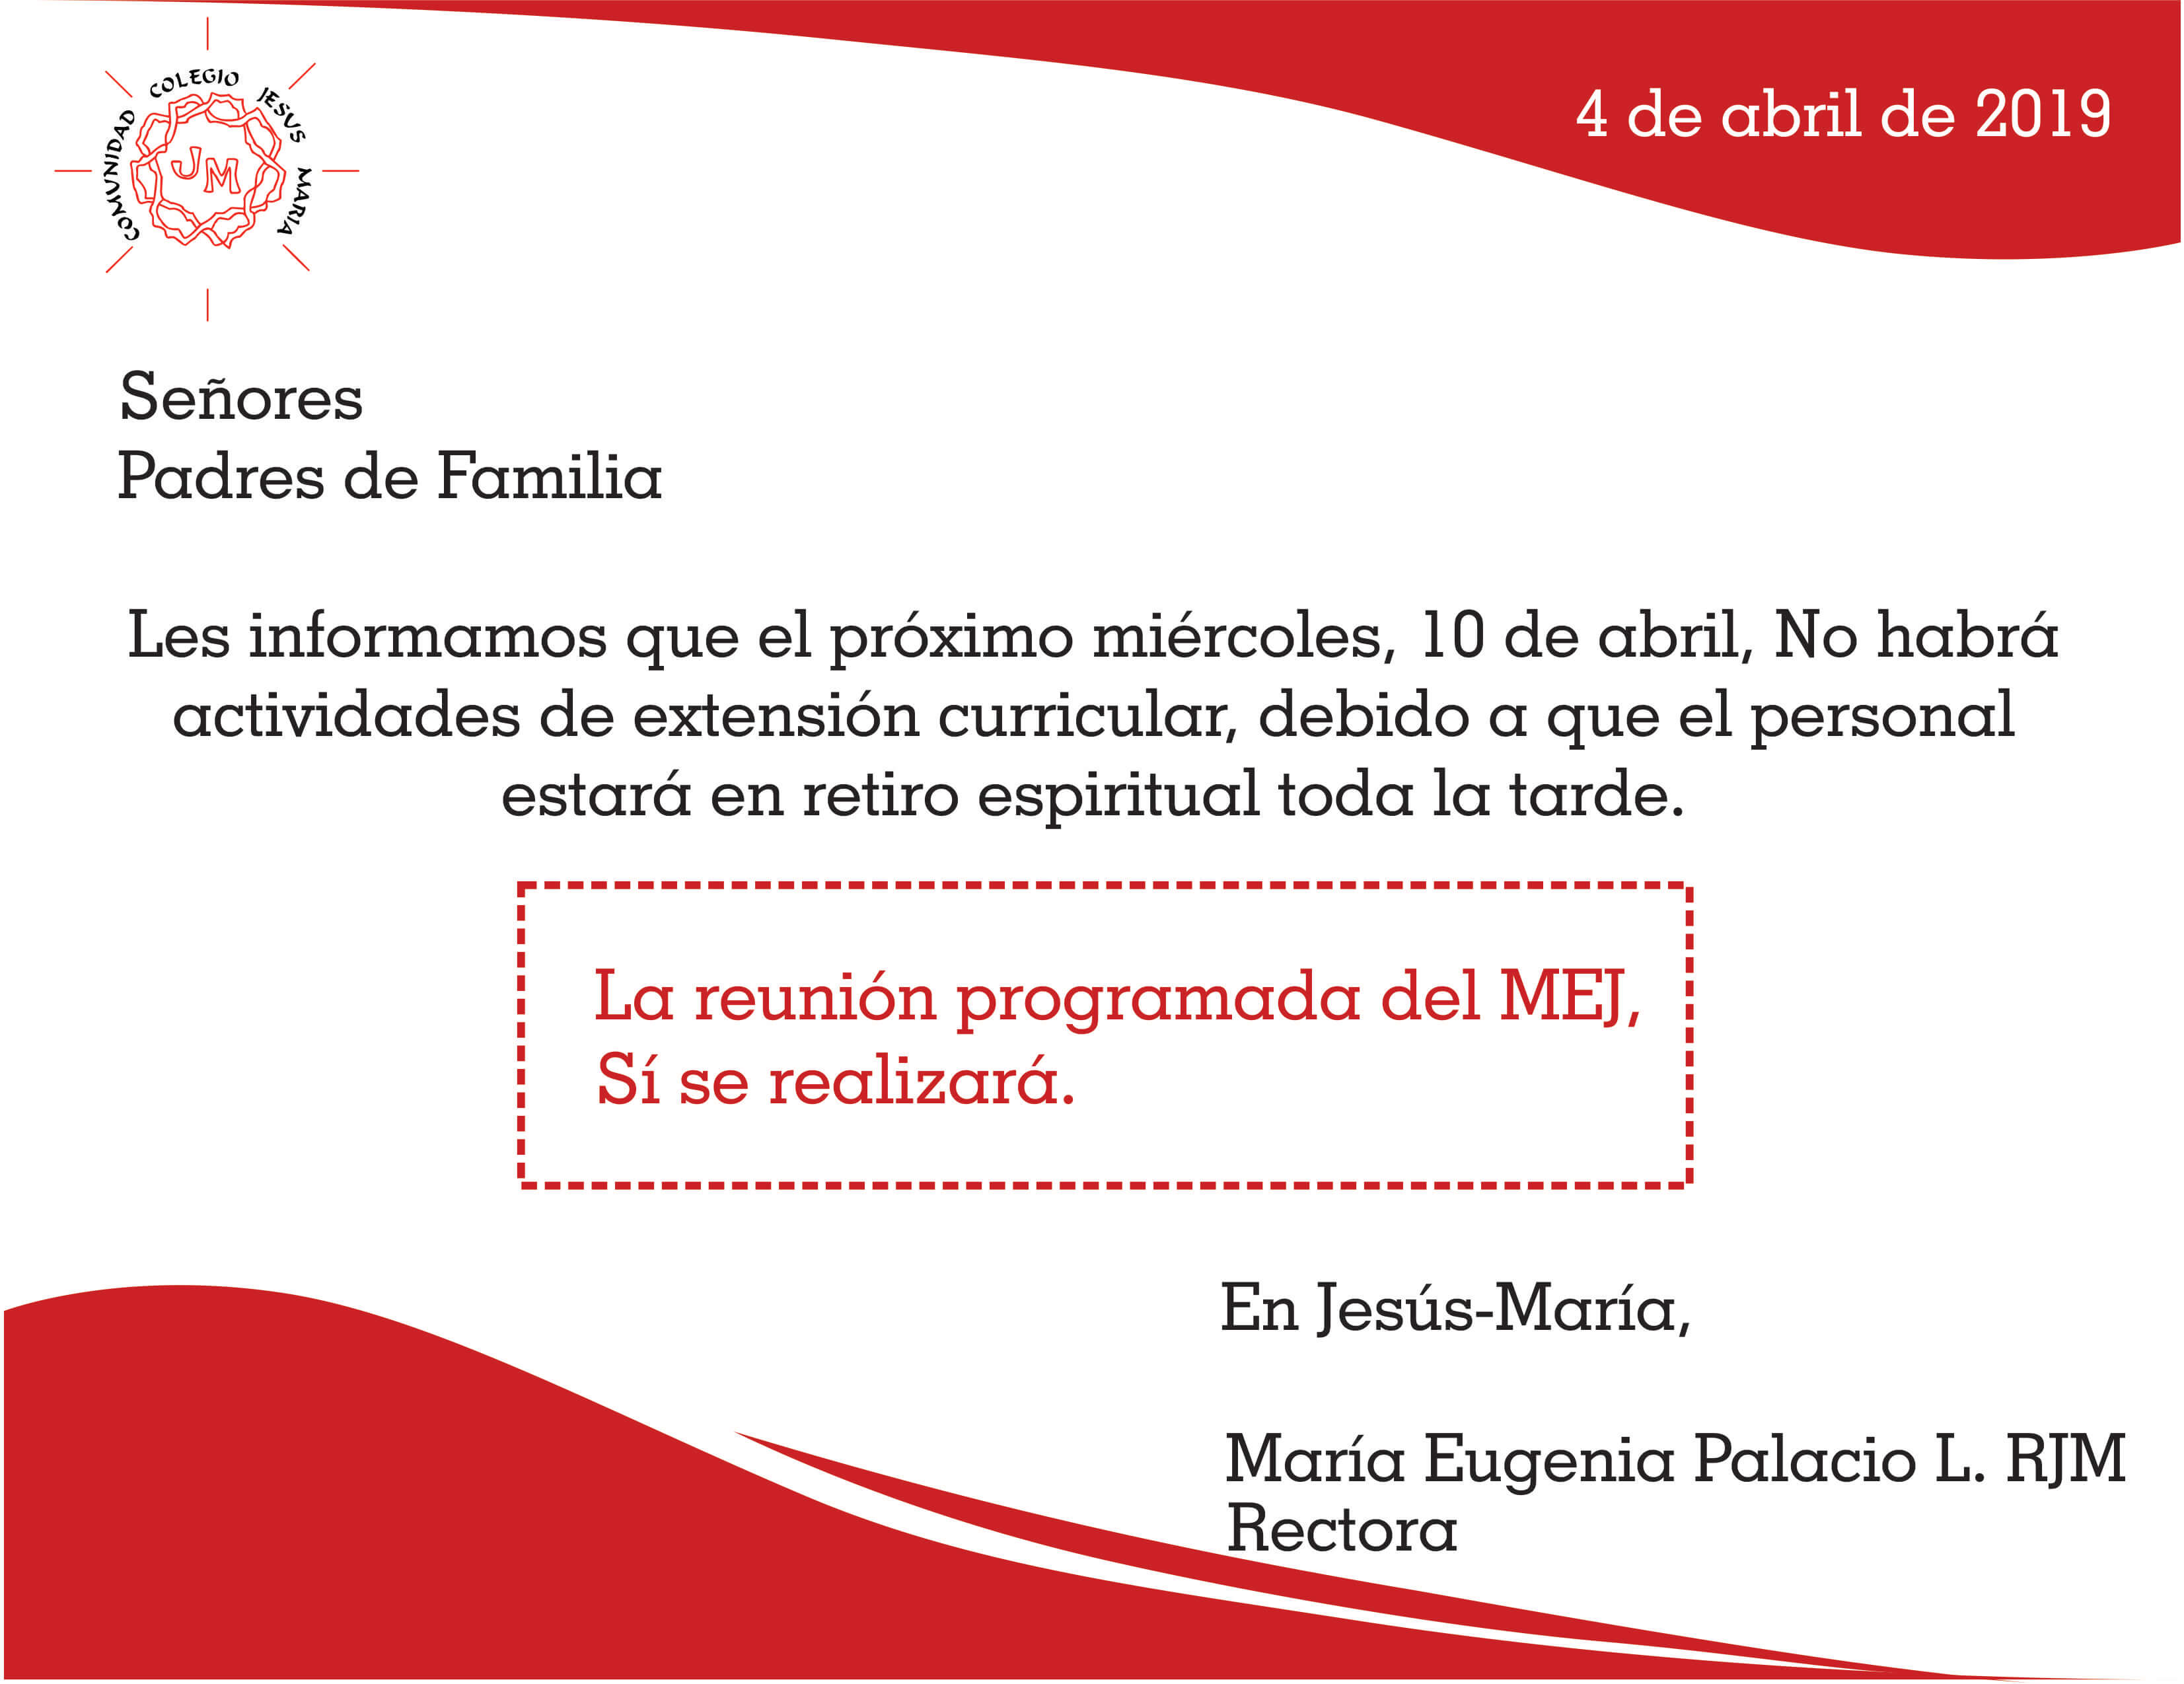 COMUNIDAD COLEGIO JESUS MARIA
JM
4 de abril de 2019
Señores
Padres de Familia
Les informamos que el próximo miércoles, 10 de abril, No habrá
actividades de extensión curricular, debido a que el personal
estará en retiro espiritual toda la tarde.
La reunión programada del MEJ,
Sí se realizará.
En Jesús-María,
María Eugenia Palacio L. RJM
Rectora